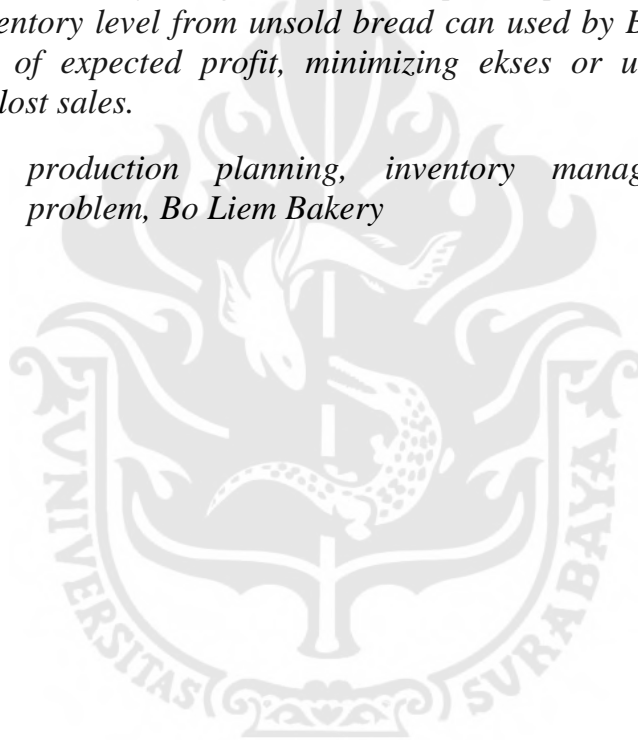 entory level from unsold bread can used by B
of expected profit, minimizing ekses or u
lost sales.
production planning, inventory manag
problem, Bo Liem Bakery
UNIVERSITAS SURABAYA